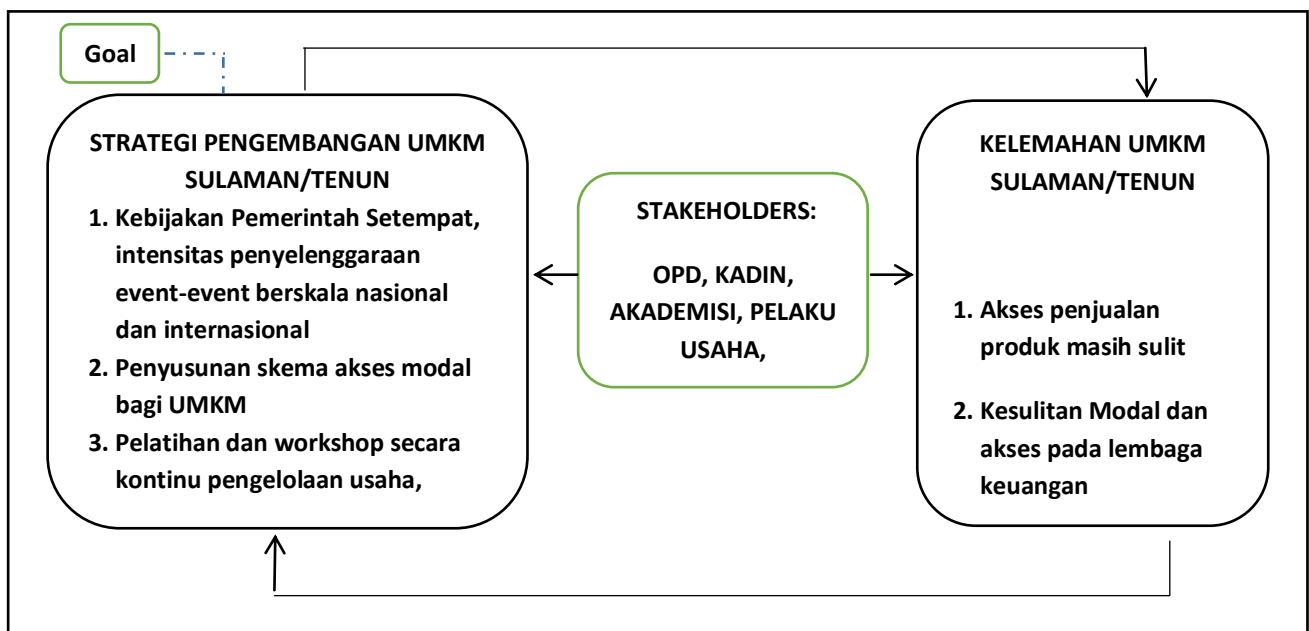 Goal
STRATEGI PENGEMBANGAN UMKM
SULAMAN/TENUN
1. Kebijakan Pemerintah Setempat,
intensitas penyelenggaraan
event-event berskala nasional
dan internasional
2. Penyusunan skema akses modal
bagi UMKM
3. Pelatihan dan workshop secara
kontinu pengelolaan usaha,
STAKEHOLDERS:
OPD, KADIN,
AKADEMISI, PELAKU
USAHA,
KELEMAHAN UMKM
SULAMAN/TENUN
1. Akses penjualan
produk masih sulit
2. Kesulitan Modal dan
akses pada lembaga
keuangan